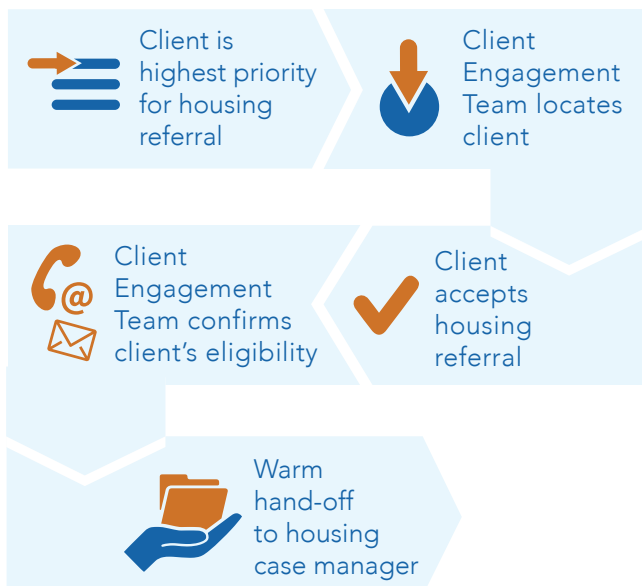 Client is
highest priority
for housing
referral
Client
Engagement
Team locates
client
Client
accepts
housing
referral
@
Client
Engagement
Team confirms
client's eligibility
Warm
hand-off
to housing
case manager